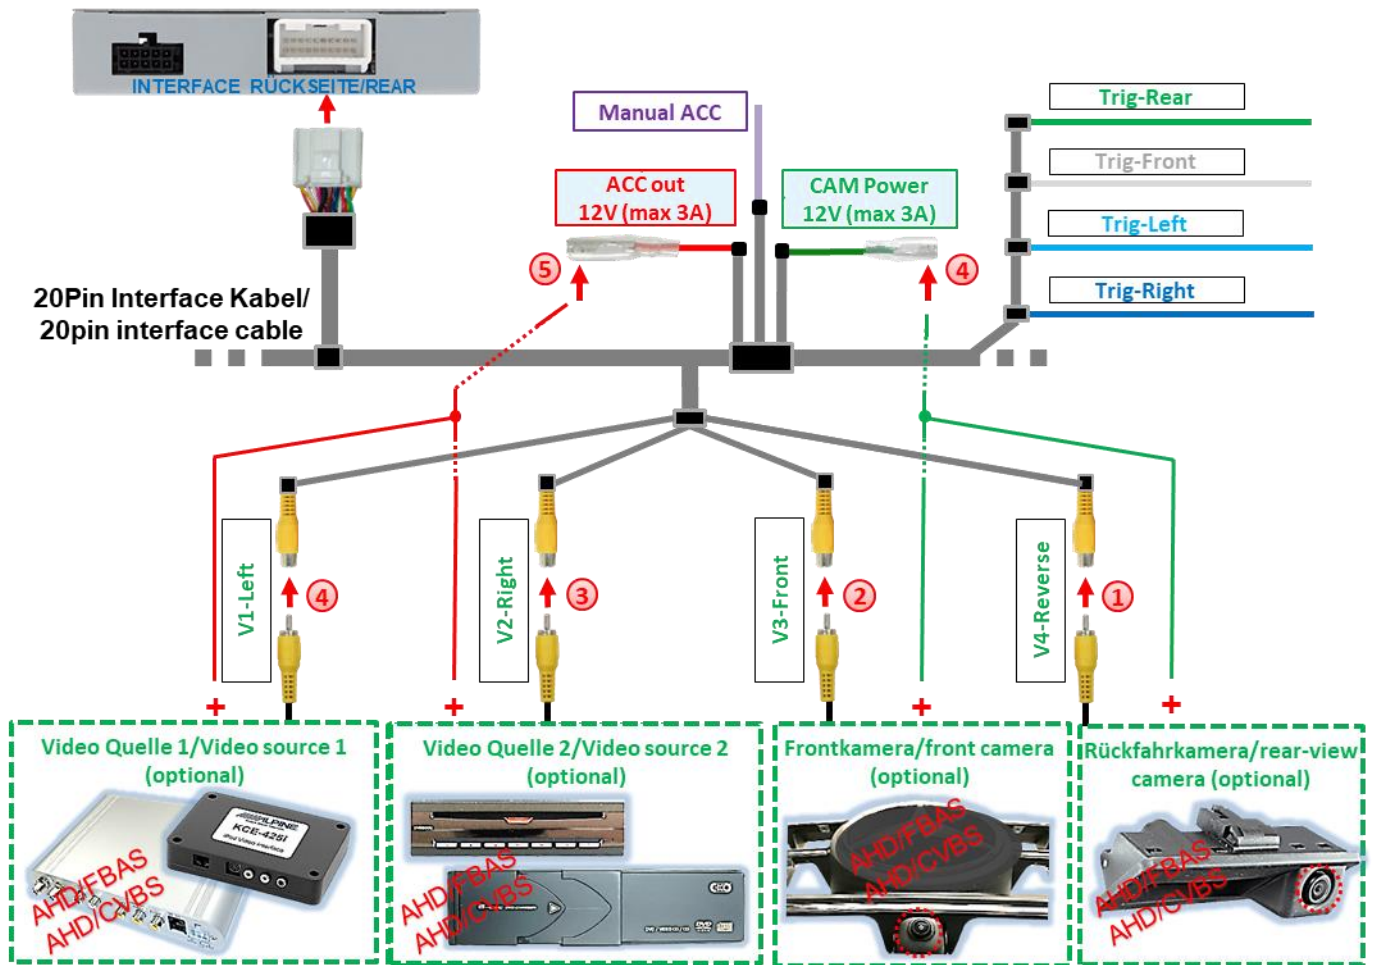 INTERFACE RÜCKSEITE/REAR
Manual ACC
ACC out
12V (max 3A)
CAM Power
12V (max 3A)
Trig-Rear
Trig-Front
Trig-Left
Trig-Right
5
4
20Pin Interface Kabel/
20pin interface cable
V1-Left
4
V2-Right
3
V3-Front
2
V4-Reverse
1
+
+
+
+
Video Quelle 1/Video source 1
(optional)
ALPINE
KCE-425i
iPod Video Interface
AHD/FBAS
AHD/CVBS
Video Quelle 2/Video source 2
(optional)
AHD/FBAS
AHD/CVBS
Frontkamera/front camera
(optional)
AHD/FBAS
AHD/CVBS
Rückfahrkamera/rear-view
camera (optional)
AHD/FBAS
AHD/CVBS